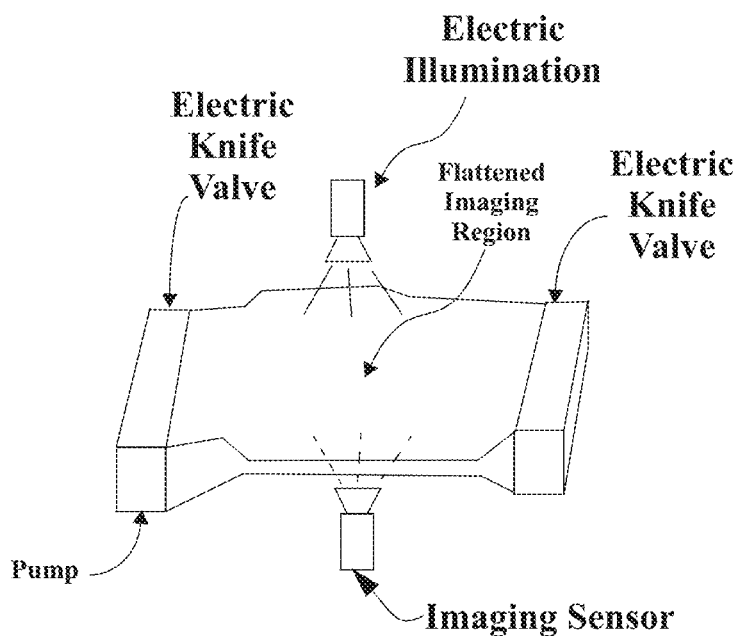 Electric
Illumination
Electric
Knife
Valve
Flattened
Imaging
Region
Electric
Knife
Valve
Pump
Imaging Sensor